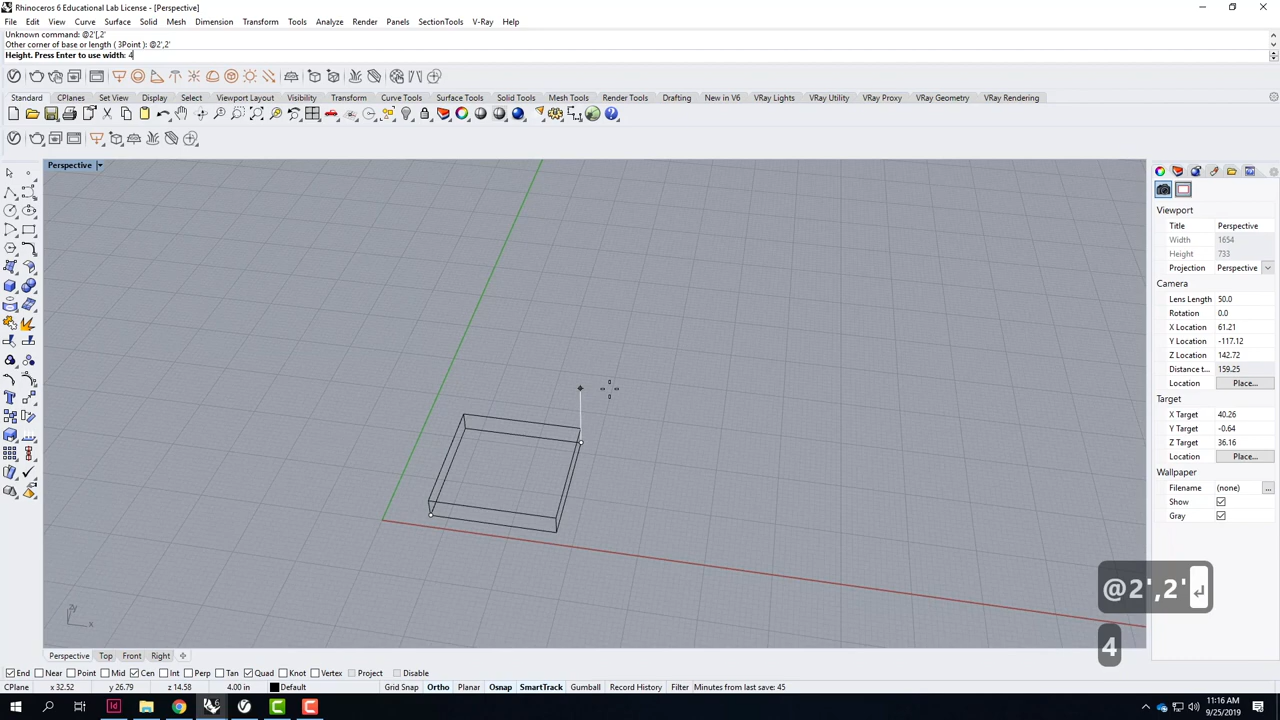 Rhinoceros 6 Educational Lab License - [Perspective]
File Edit View Curve Surface Solid Mesh Dimension Transform Tools Analyze Render Panels SectionTools V-Ray Help
Unknown command: @2'[,2'
Other corner of base or length ( 3Point ): @2',2'
Height. Press Enter to use width: 4
Standard CPlanes Set View Display Select Viewport Layout Visibility Transform Curve Tools Surface Tools Solid Tools Mesh Tools Render Tools Drafting New in V6 VRay Lights VRay Utility VRay Proxy VRay Geometry VRay Rendering
Perspective
Viewport
Title Perspective
Width 1654
Height 733
Projection Perspective
Camera
Lens Length 50.0
Rotation 0.0
X Location 61.21
Y Location -117.12
Z Location 142.72
Distance t... 159.25
Location Place...
Target
X Target 40.26
Y Target -0.64
Z Target 36.16
Location Place...
Wallpaper
Filename (none) ...
Show
Gray
@2',2'
4
x
Perspective Top Front Right
End Near Point Mid Cen Int Perp Tan Quad Knot Vertex Project Disable
CPlane x 32.52 y 26.79 z 14.58 4.00 in Default Grid Snap Ortho Planar Osnap SmartTrack Gumball Record History Filter Minutes from last save: 45
11:16 AM
9/25/2019